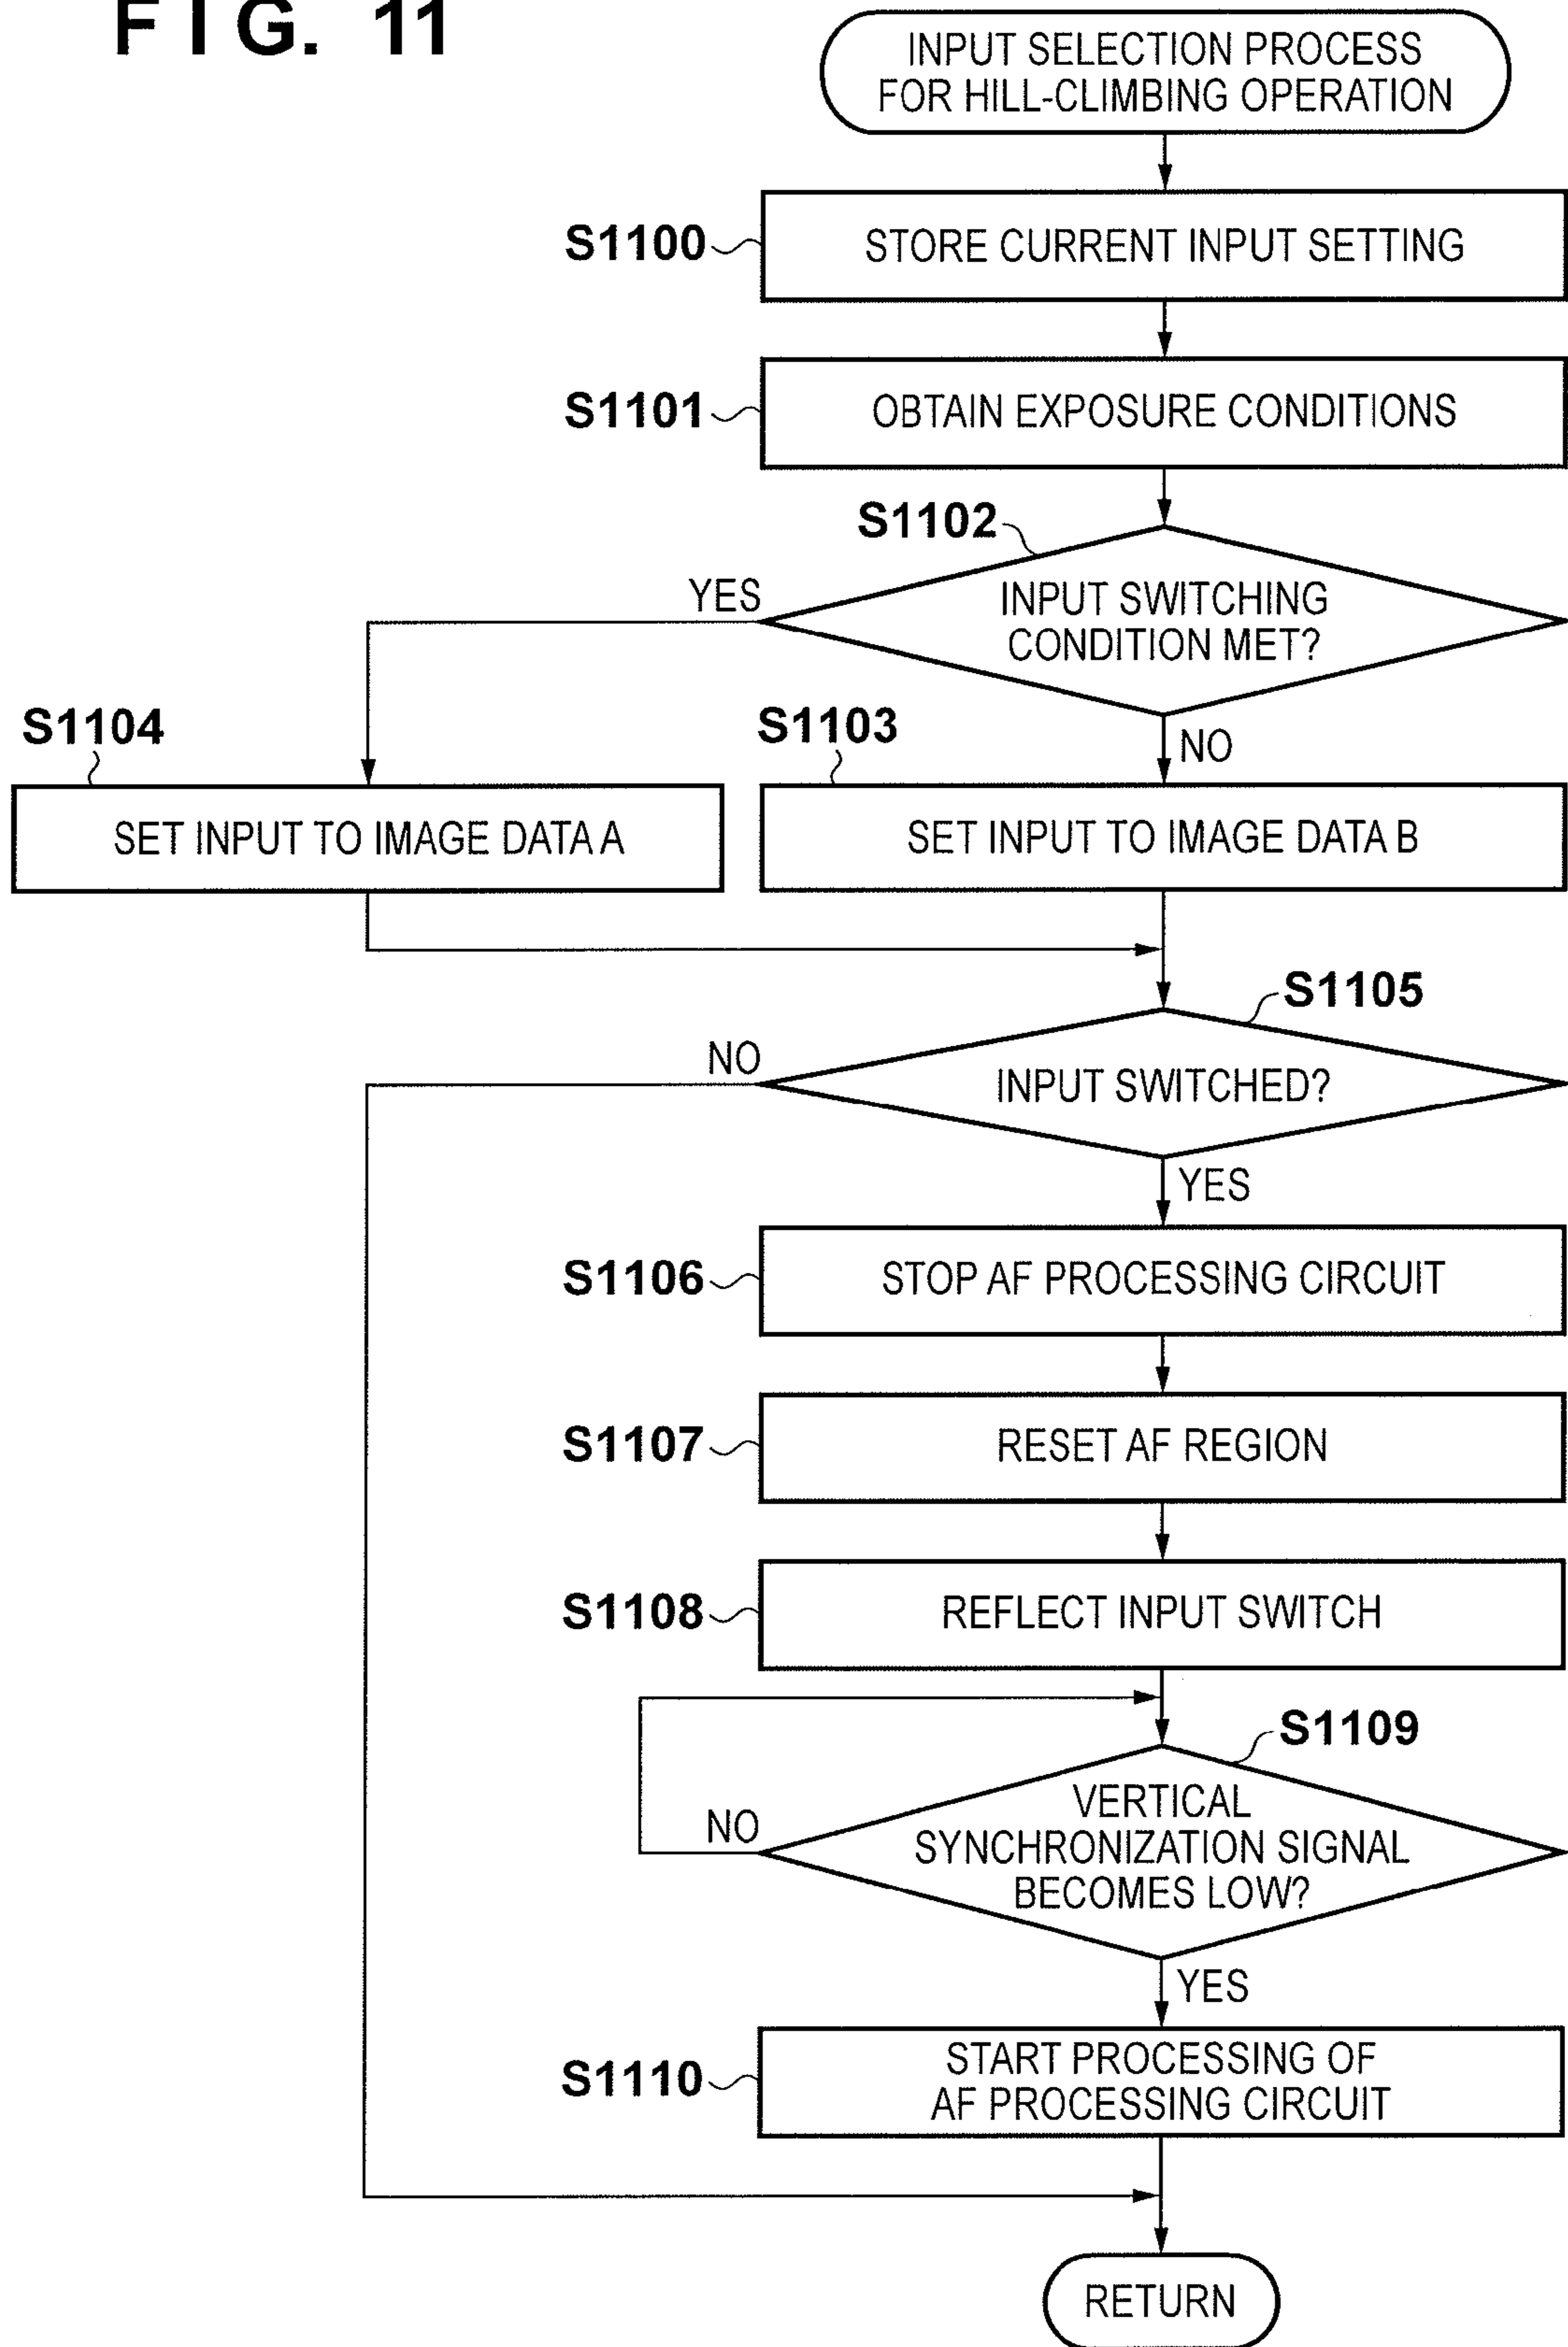 FIG. 11
INPUT SELECTION PROCESS
FOR HILL-CLIMBING OPERATION
S1100
STORE CURRENT INPUT SETTING
S1101
OBTAIN EXPOSURE CONDITIONS
S1102
INPUT SWITCHING
CONDITION MET?
YES
NO
S1104
SET INPUT TO IMAGE DATA A
S1103
SET INPUT TO IMAGE DATA B
S1105
INPUT SWITCHED?
NO
YES
S1106
STOP AF PROCESSING CIRCUIT
S1107
RESET AF REGION
S1108
REFLECT INPUT SWITCH
S1109
VERTICAL
SYNCHRONIZATION SIGNAL
BECOMES LOW?
NO
YES
S1110
START PROCESSING OF
AF PROCESSING CIRCUIT
RETURN